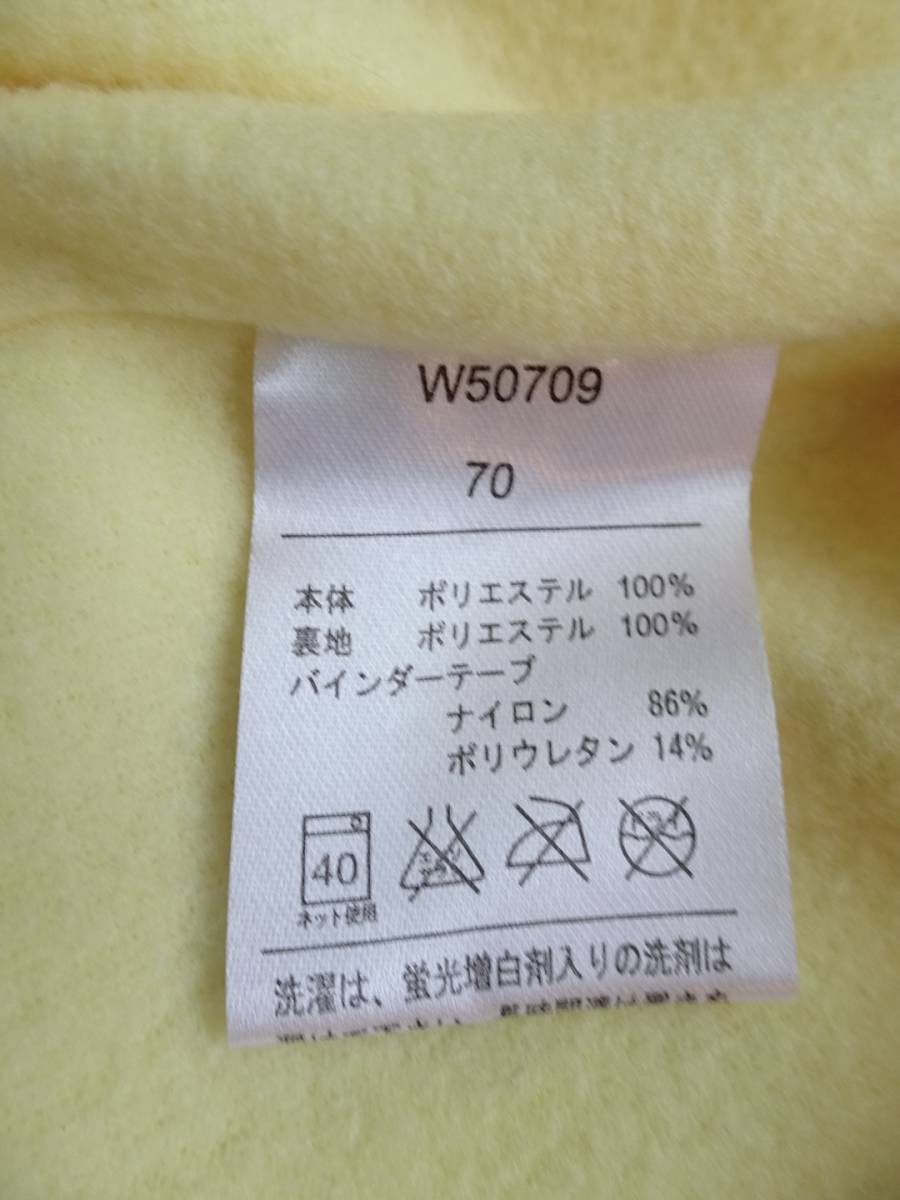 W50709
70
本体 ポリエステル 100%
裏地 ポリエステル 100%
バインダーテープ
ナイロン 86%
ポリウレタン 14%
40
ネット使用
洗濯は、蛍光増白剤入りの洗剤は